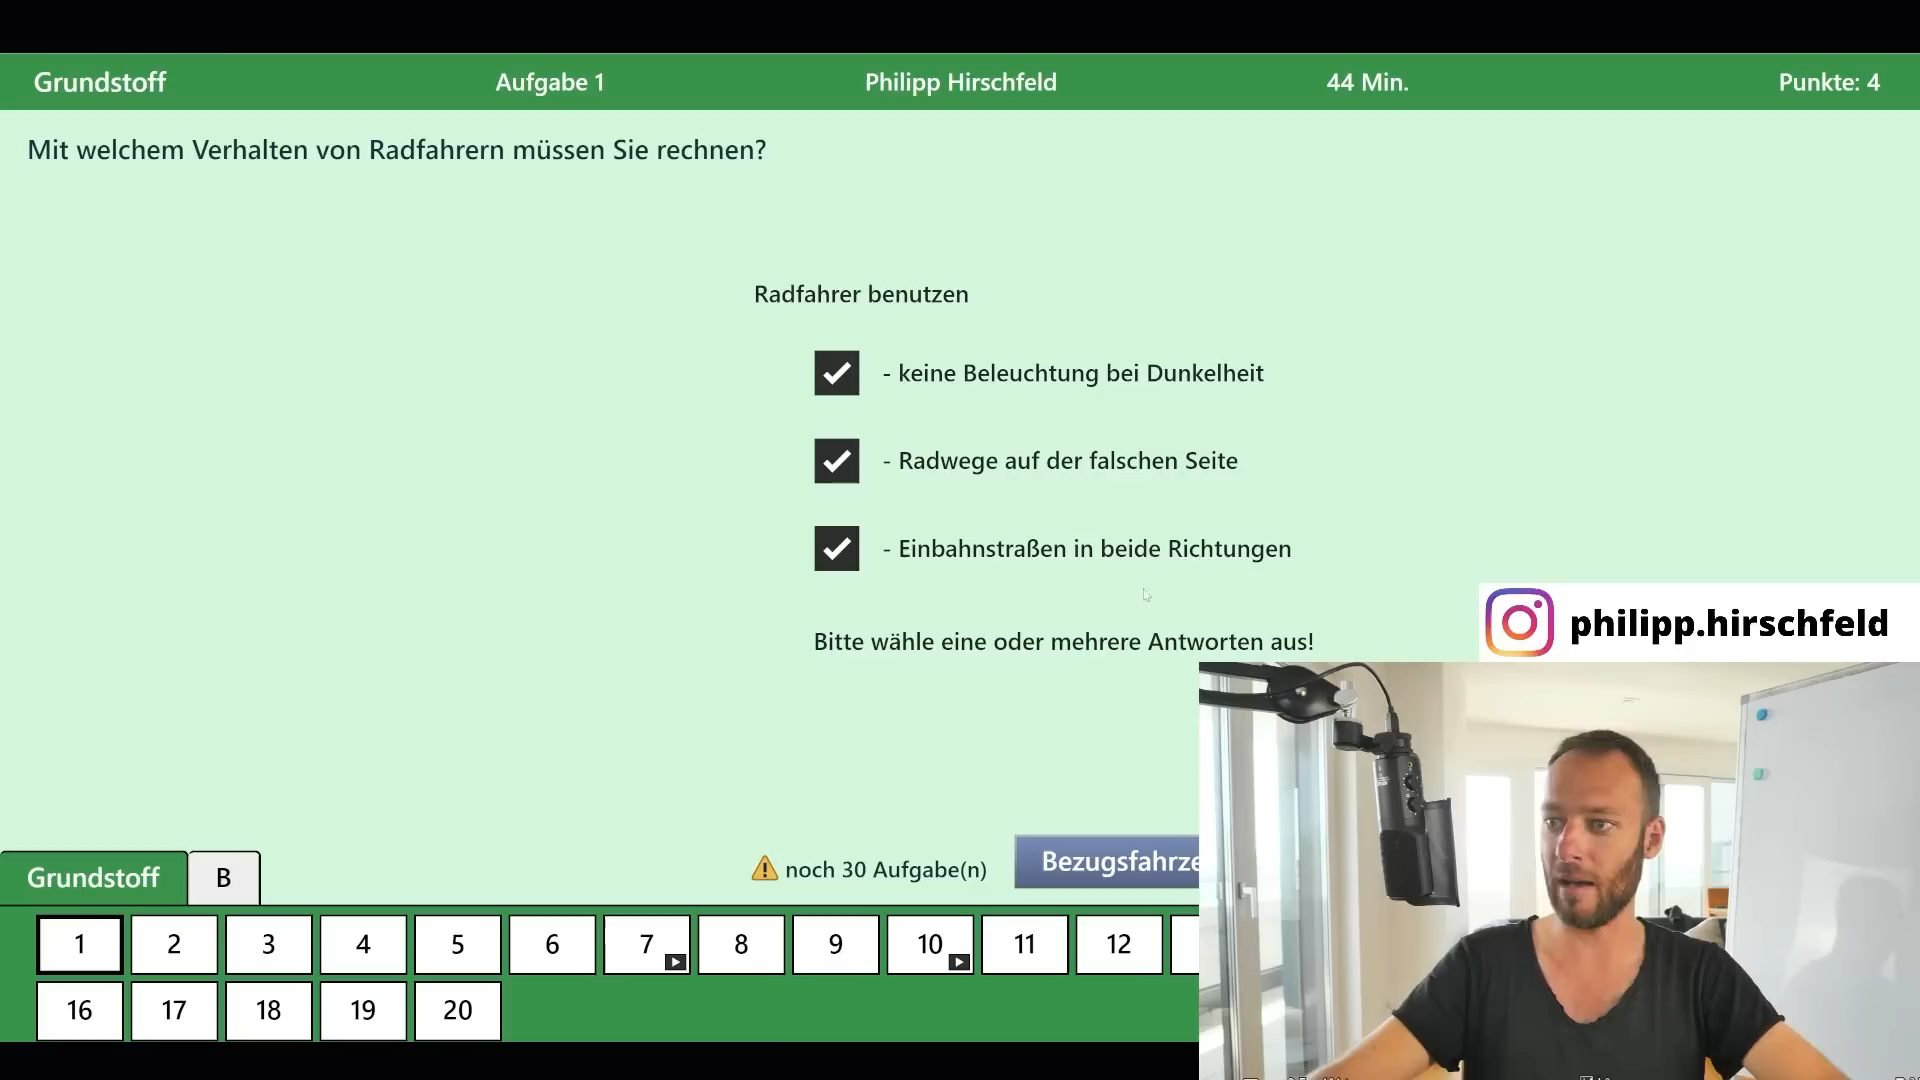 Grundstoff Aufgabe 1 Philipp Hirschfeld 44 Min. Punkte: 4
Mit welchem Verhalten von Radfahrern müssen Sie rechnen?
Radfahrer benutzen
- keine Beleuchtung bei Dunkelheit
- Radwege auf der falschen Seite
- Einbahnstraßen in beide Richtungen
Bitte wähle eine oder mehrere Antworten aus!
philipp.hirschfeld
Grundstoff B noch 30 Aufgabe(n) Bezugsfahrze
1 2 3 4 5 6 7 8 9 10 11 12
16 17 18 19 20